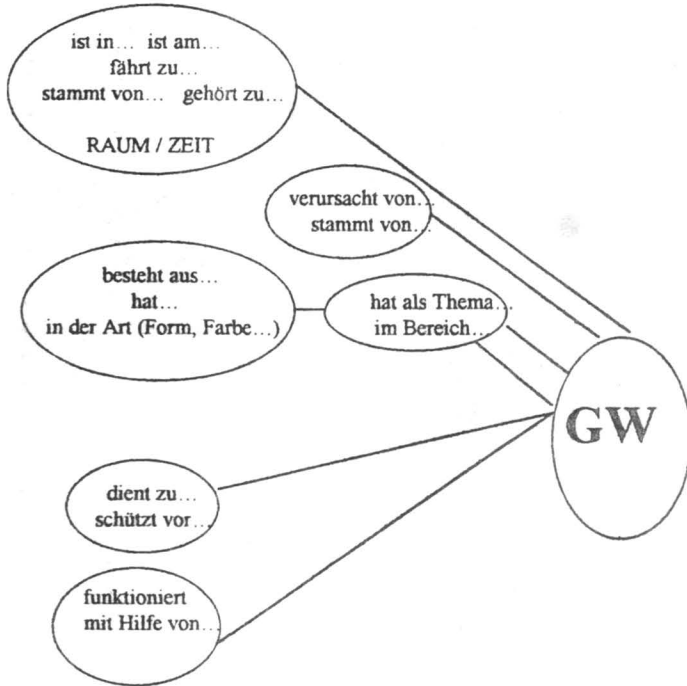 ist in… ist am…
fährt zu…
stammt von… gehört zu…
RAUM / ZEIT
verursacht von…
stammt von…
besteht aus…
hat…
in der Art (Form, Farbe…)
hat als Thema…
im Bereich…
GW
dient zu…
schützt vor…
funktioniert
mit Hilfe von…